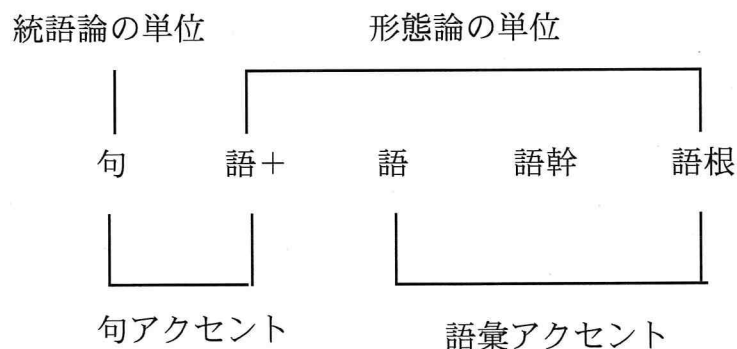 統語論の単位 形態論の単位
句 語＋ 語 語幹 語根
句アクセント 語彙アクセント